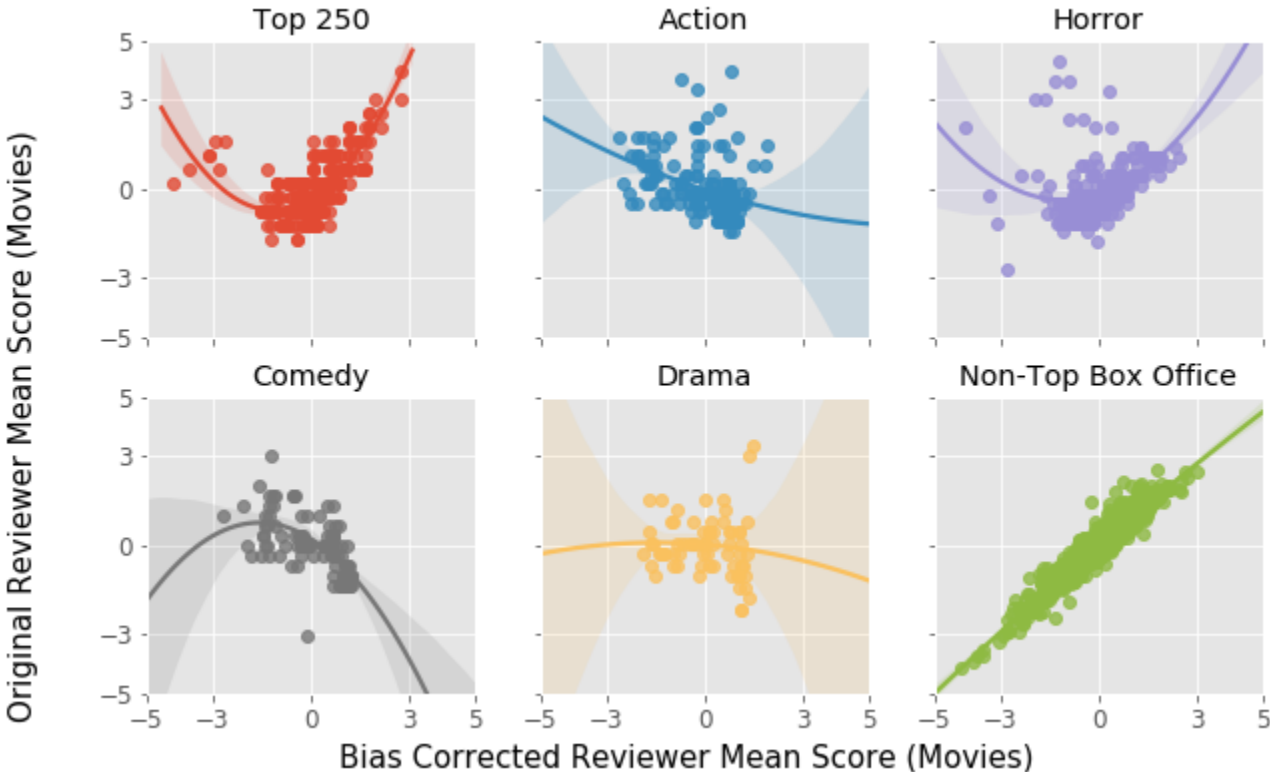 Top 250 Action Horror
5
3
0
−3
−5
Original Reviewer Mean Score (Movies)
Comedy Drama Non-Top Box Office
5
3
0
−3
−5
−5 −3 0 3 5 −5 −3 0 3 5 −5 −3 0 3 5
Bias Corrected Reviewer Mean Score (Movies)